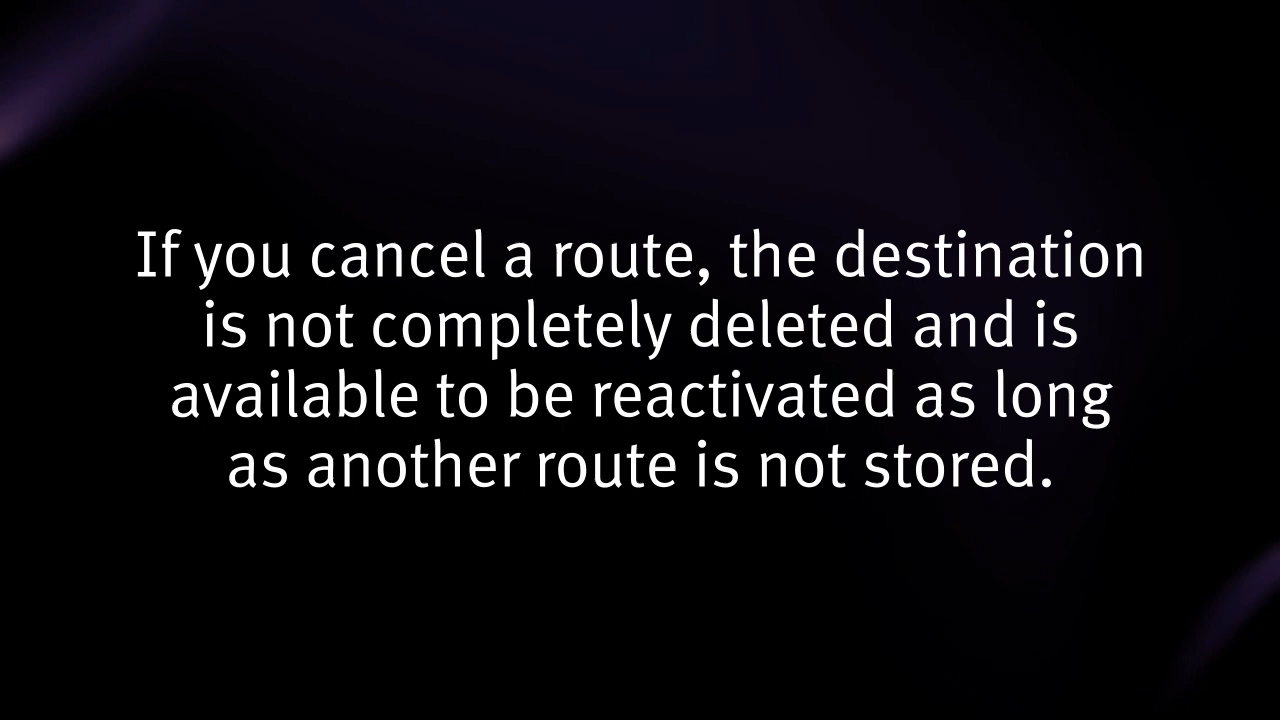 If you cancel a route, the destination
is not completely deleted and is
available to be reactivated as long
as another route is not stored.